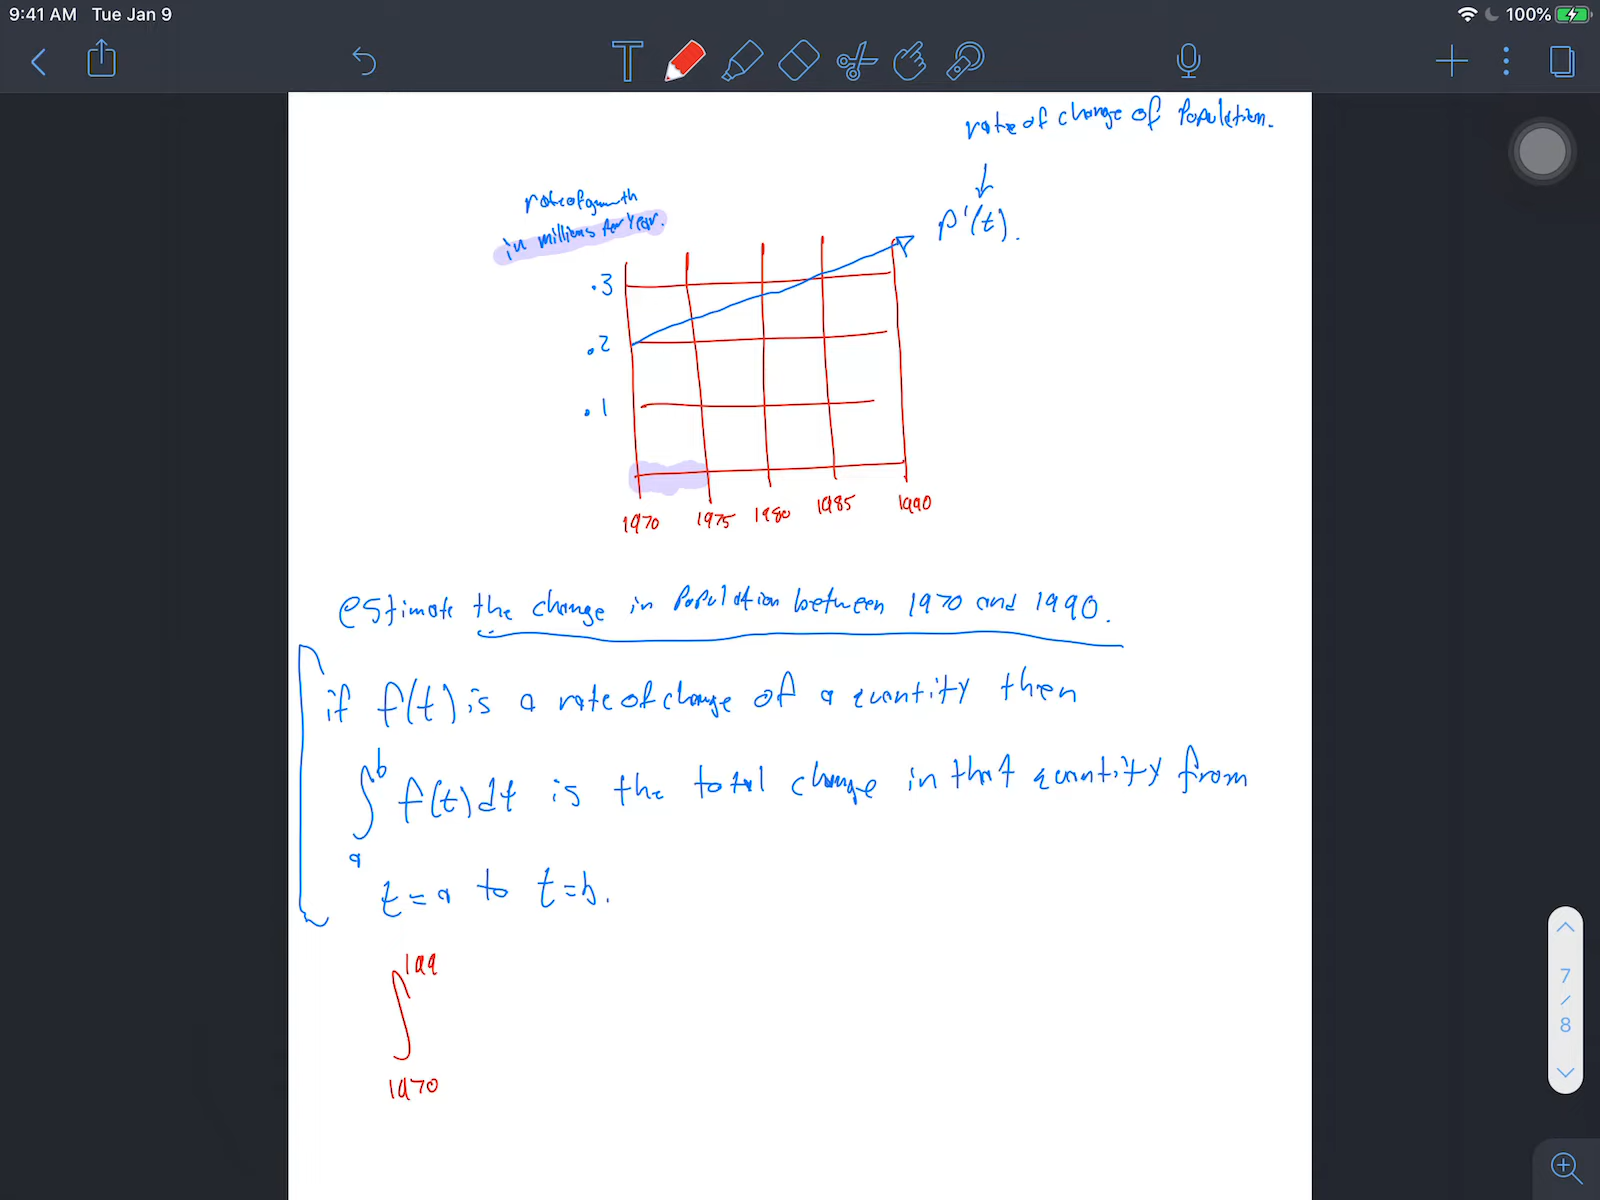 9:41 AM Tue Jan 9
100%
T
rate of change of Population.
rate of growth
in millions per year.
P'(t).
.3
.2
.1
1970 1975 1980 1985 1990
estimate the change in Population between 1970 and 1990.
if f(t) is a rate of change of a quantity then
∫ₐᵇ f(t)dt is the total change in that quantity from
t=a to t=b.
199
∫
1970
7
/
8